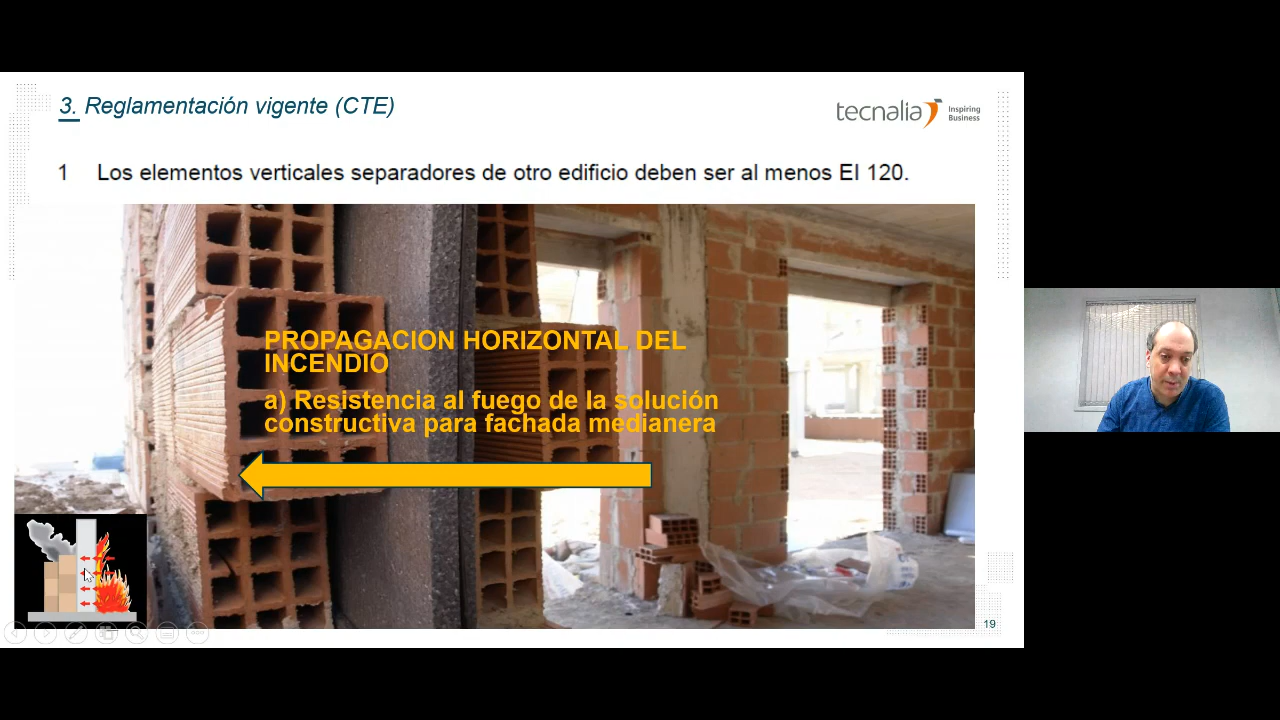 3. Reglamentación vigente (CTE)
tecnalia Inspiring
Business
1 Los elementos verticales separadores de otro edificio deben ser al menos EI 120.
PROPAGACION HORIZONTAL DEL
INCENDIO
a) Resistencia al fuego de la solución
constructiva para fachada medianera
19